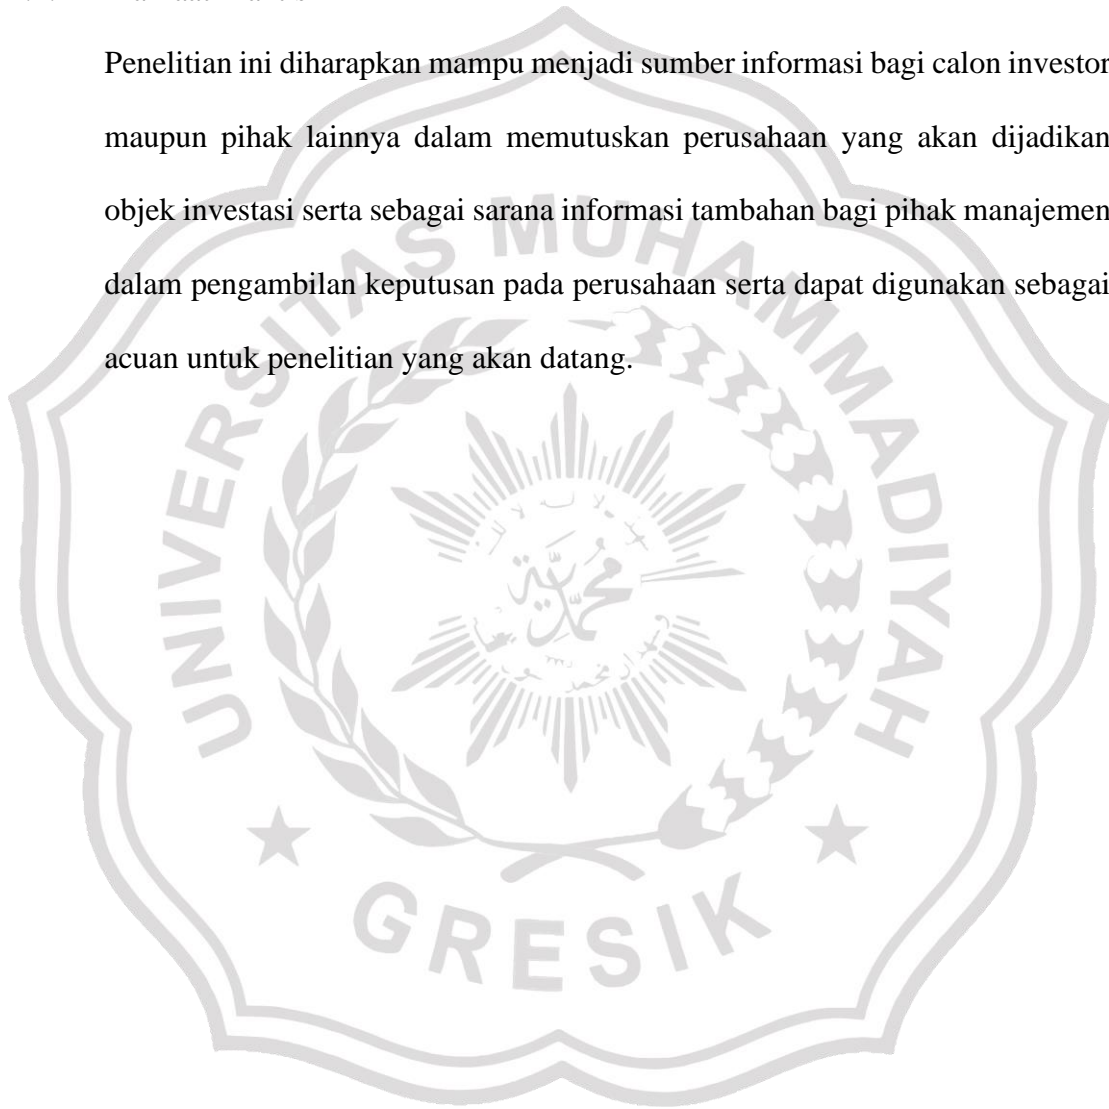 Penelitian ini diharapkan mampu menjadi sumber informasi bagi calon investor
maupun pihak lainnya dalam memutuskan perusahaan yang akan dijadikan
objek investasi serta sebagai sarana informasi tambahan bagi pihak manajemen
dalam pengambilan keputusan pada perusahaan serta dapat digunakan sebagai
acuan untuk penelitian yang akan datang.
UNIVERSITAS MUHAMMADIYAH
محمدية
GRESIK